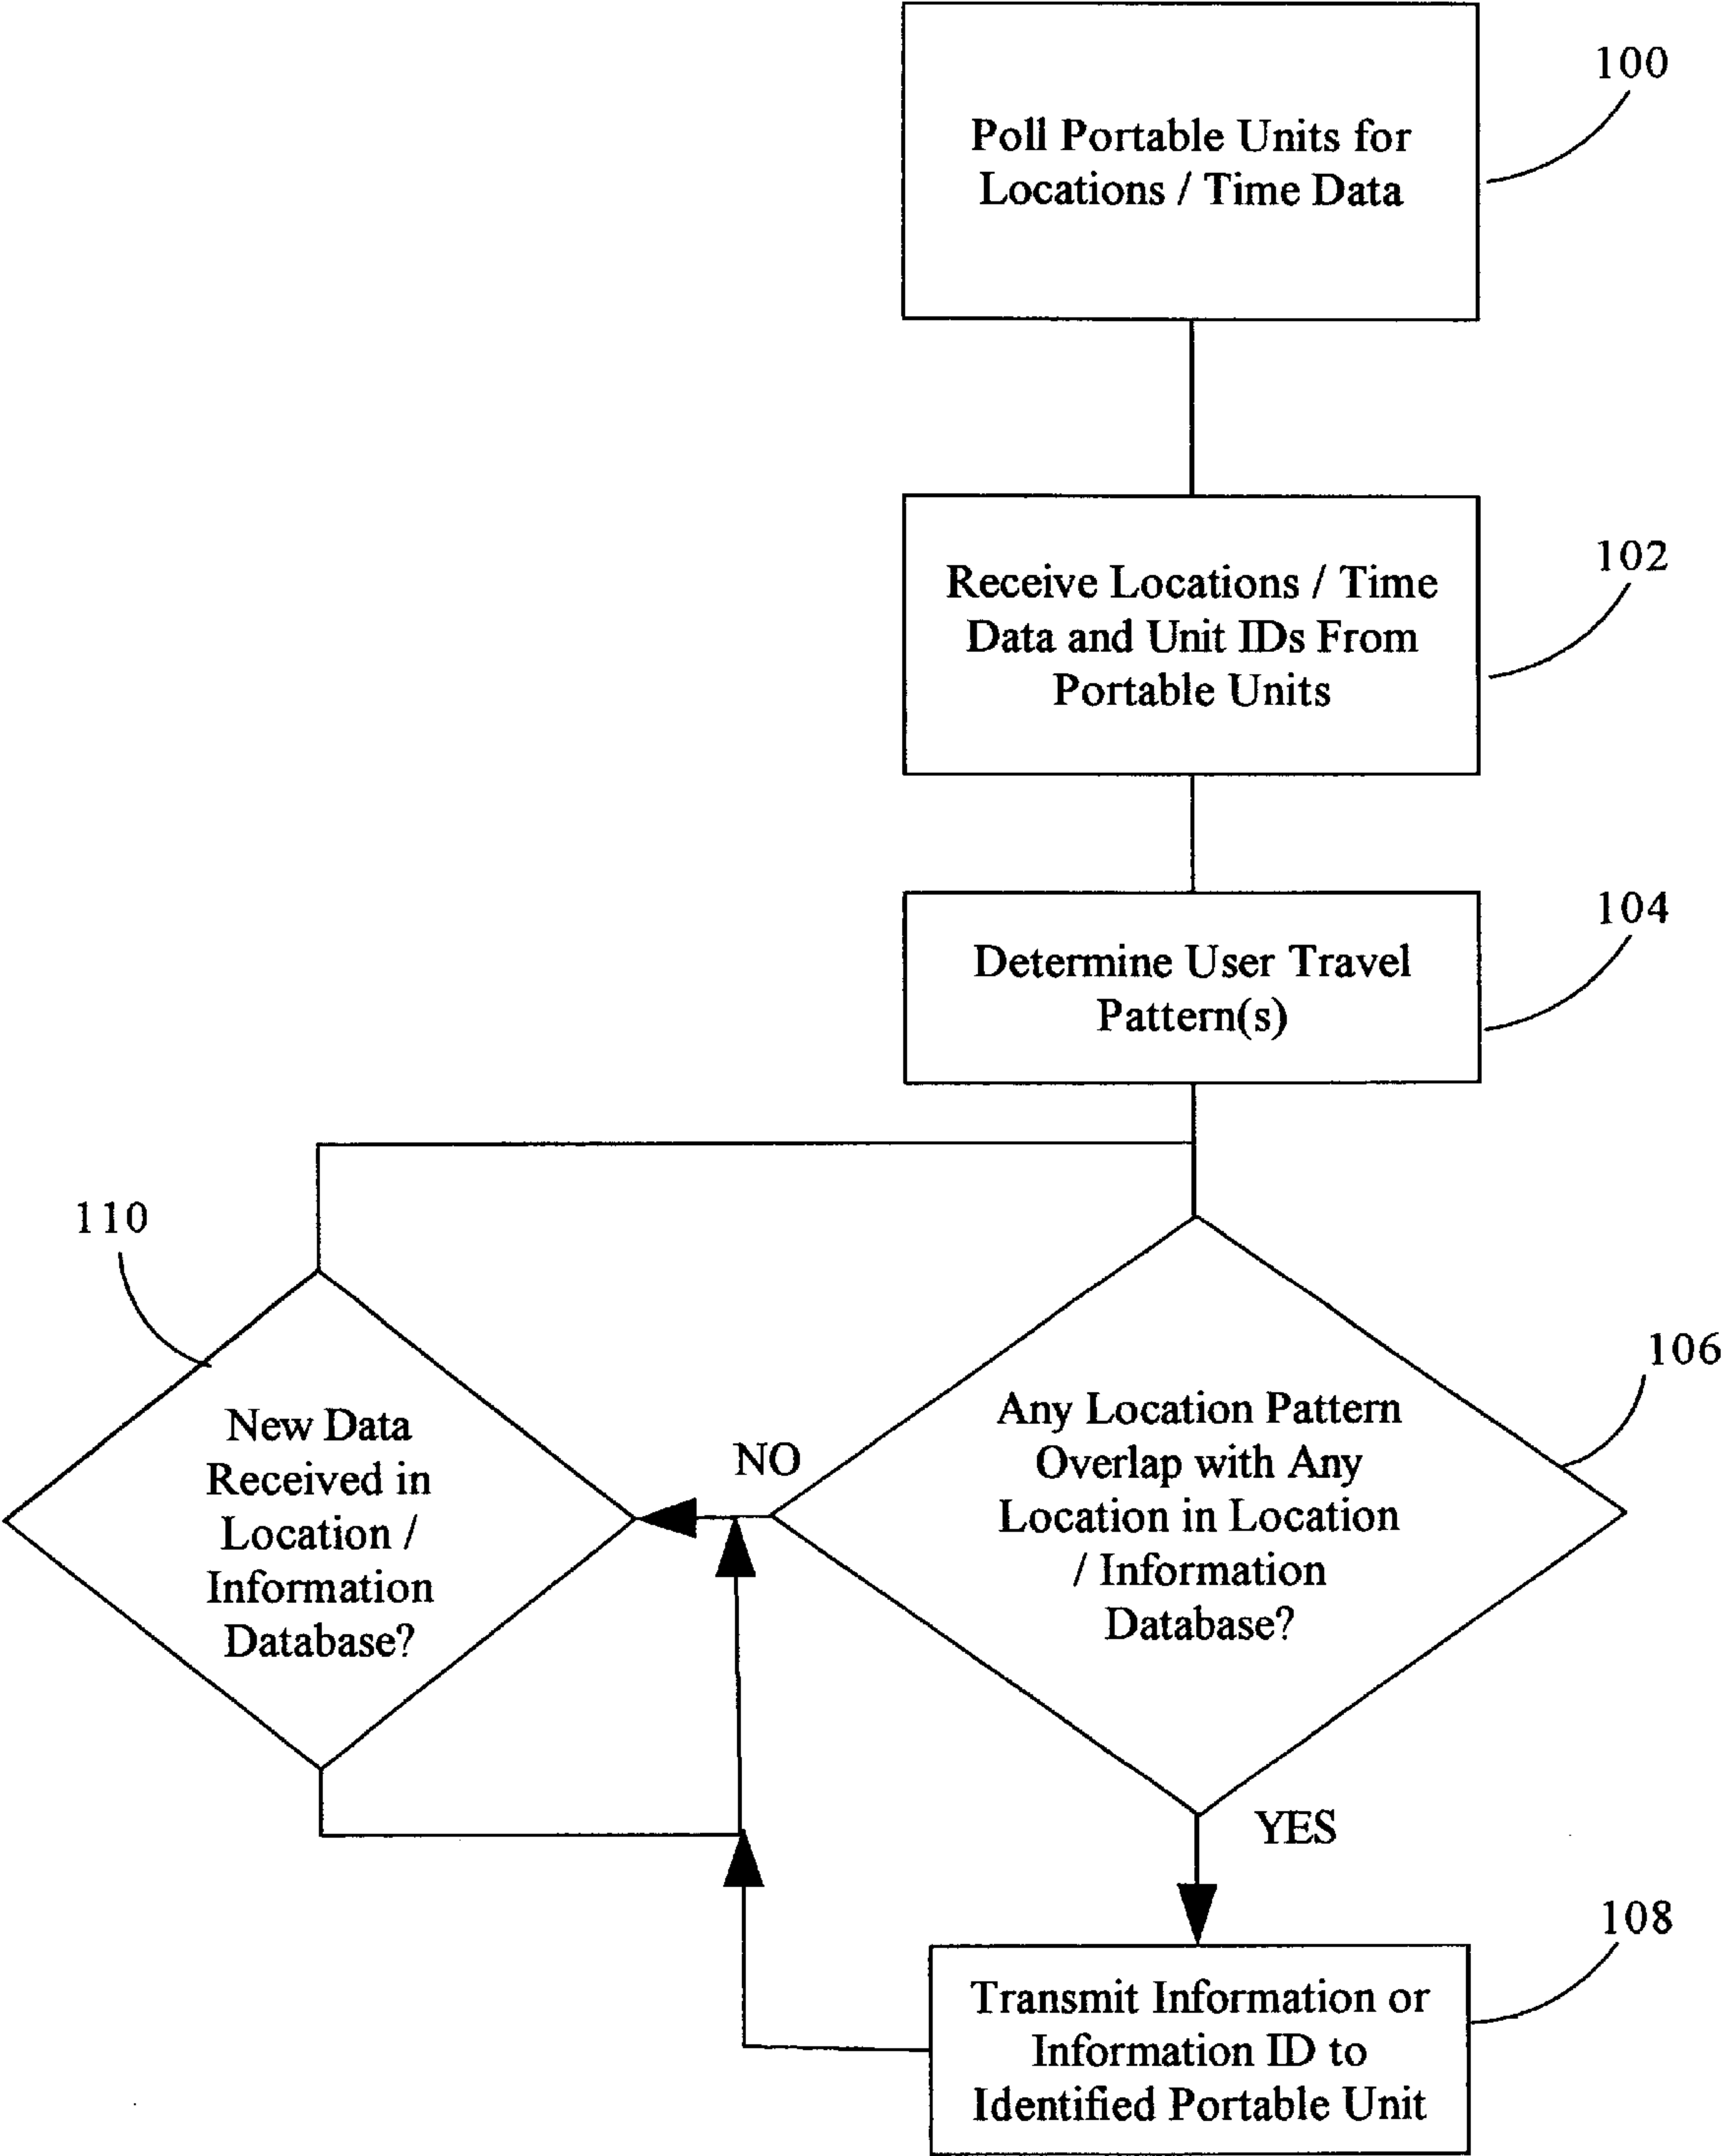 100
Poll Portable Units for
Locations / Time Data
102
Receive Locations / Time
Data and Unit IDs From
Portable Units
104
Determine User Travel
Pattern(s)
110
New Data
Received in
Location /
Information
Database?
NO
106
Any Location Pattern
Overlap with Any
Location in Location
/ Information
Database?
YES
108
Transmit Information or
Information ID to
Identified Portable Unit